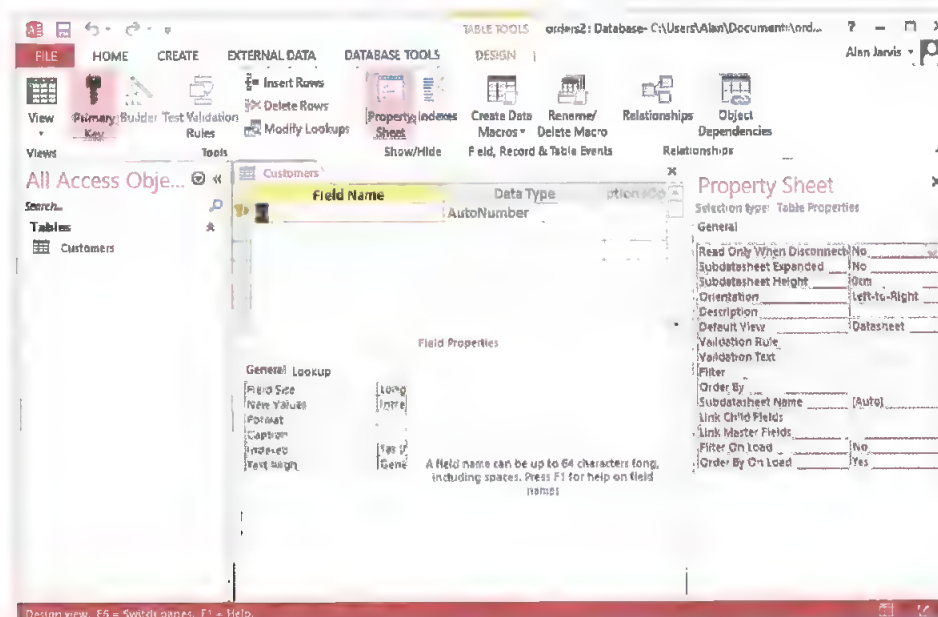 TABLE TOOLS orders2: Database- C:\Users\Alan\Documents\ord... ?
FILE HOME CREATE EXTERNAL DATA DATABASE TOOLS DESIGN Alan Jarvis
View Primary Key Builder Test Validation Rules
Insert Rows
Delete Rows
Modify Lookups
Property Sheet Indexes
Create Data Macros Rename/ Delete Macro
Relationships Object Dependencies
Views Tools Show/Hide Field, Record & Table Events Relationships
All Access Obje... «
Search...
Tables
Customers
Customers
Field Name Data Type
AutoNumber
Field Properties
General Lookup
Field Size Long
New Values Incre
Format
Caption
Indexed Yes (
Text Align Gene
A field name can be up to 64 characters long,
including spaces. Press F1 for help on field
names
Property Sheet
Selection type: Table Properties
General
Read Only When Disconnect No
Subdatasheet Expanded No
Subdatasheet Height 0cm
Orientation Left-to-Right
Description
Default View Datasheet
Validation Rule
Validation Text
Filter
Order By
Subdatasheet Name [Auto]
Link Child Fields
Link Master Fields
Filter On Load No
Order By On Load Yes
Design view. F6 = Switch panes. F1 = Help.